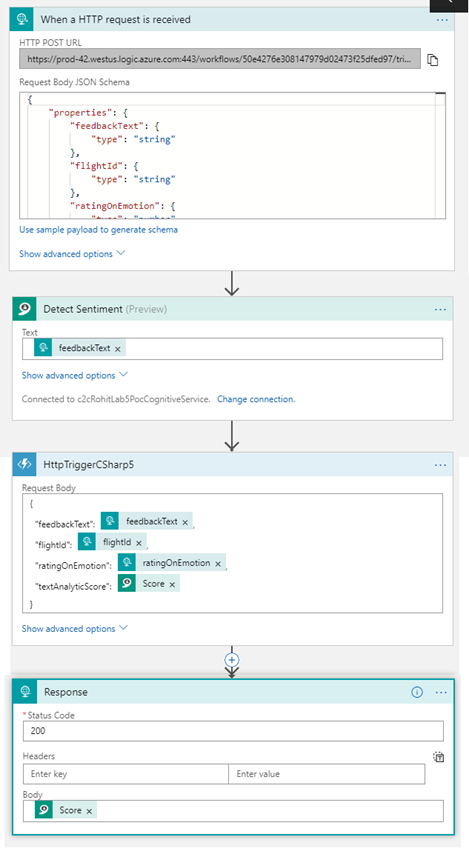 When a HTTP request is received
HTTP POST URL
https://prod-42.westus.logic.azure.com:443/workflows/50e4276e308147979d02473f25dfed97/tri...
Request Body JSON Schema
{
"properties": {
"feedbackText": {
"type": "string"
},
"flightId": {
"type": "string"
},
"ratingOnEmotion": {
"type": "number"
Use sample payload to generate schema
Show advanced options
Detect Sentiment (Preview)
Text
feedbackText x
Show advanced options
Connected to c2cRohitLab5PocCognitiveService. Change connection.
HttpTriggerCSharp5
Request Body
{
"feedbackText": feedbackText x ,
"flightId": flightId x ,
"ratingOnEmotion": ratingOnEmotion x ,
"textAnalyticScore": Score x
}
Show advanced options
Response
* Status Code
200
Headers
Enter key Enter value
Body
Score x